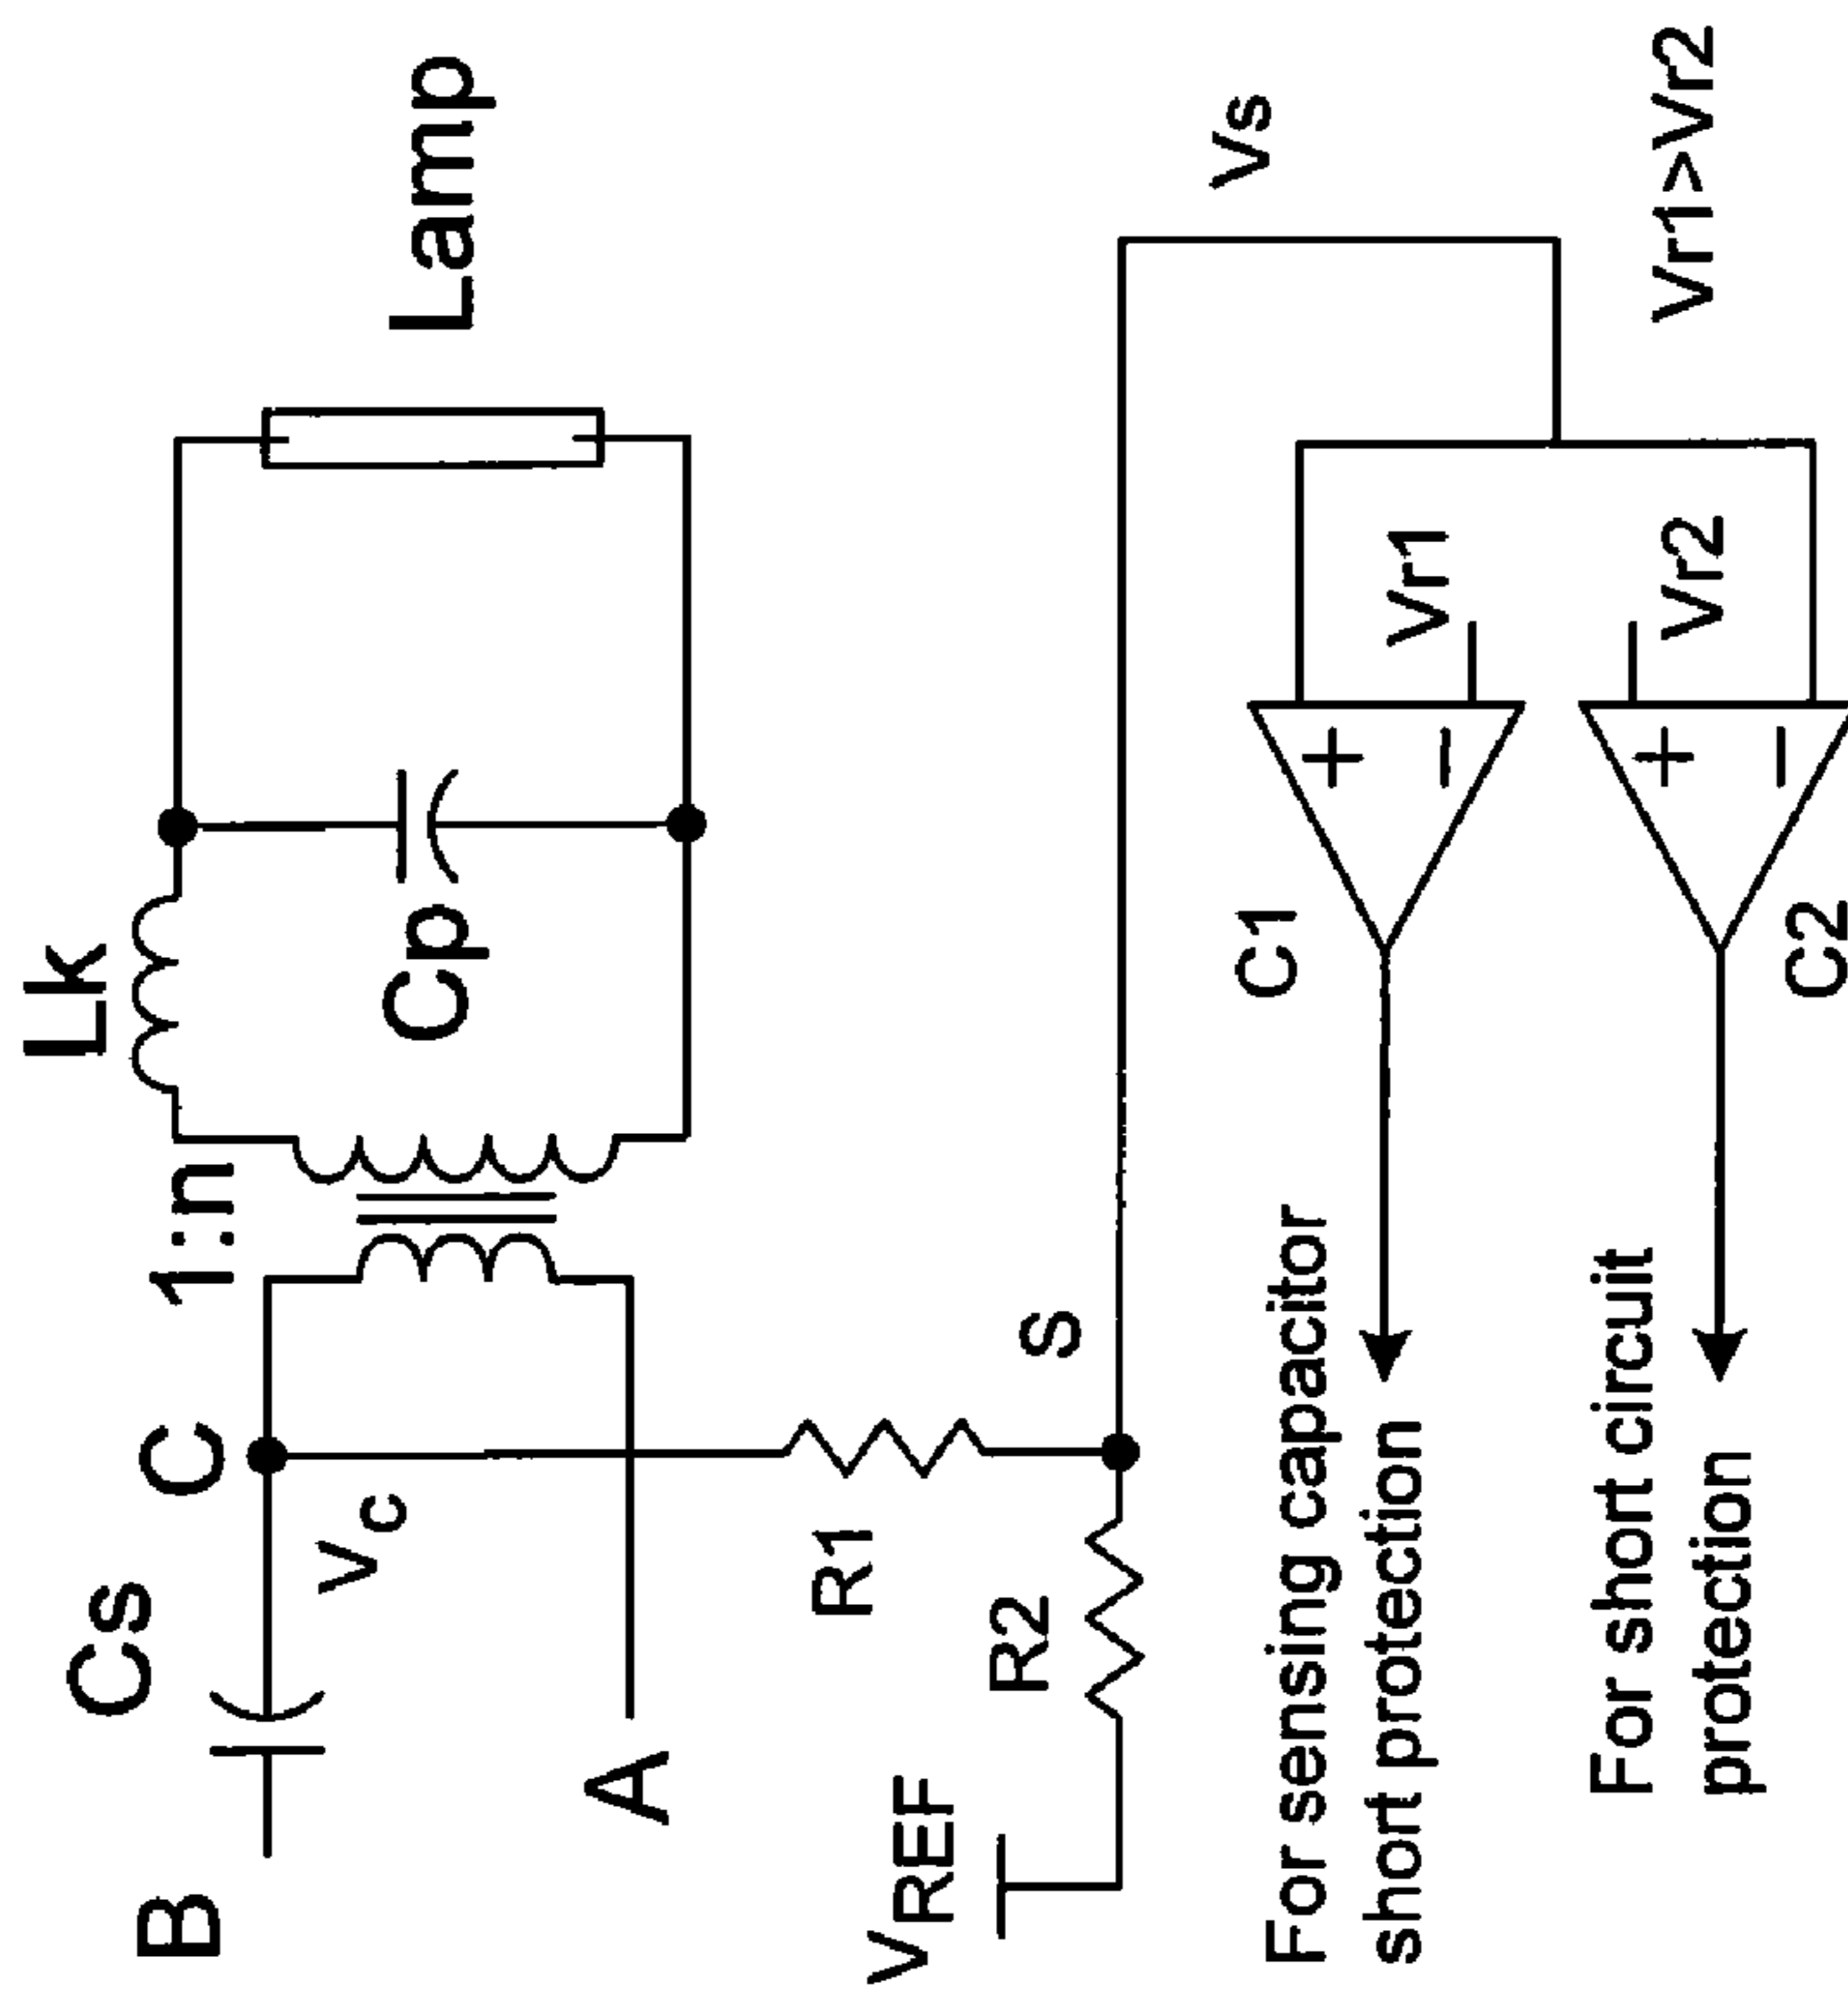 Lk
Cs
C
1:n
B
Vc
Cp
Lamp
A
R1
VREF
R2
S
Vs
C1
Vr1
For sensing capacitor
short protection
Vr2
Vr1>Vr2
For short circuit
protection
C2
+
−
+
−